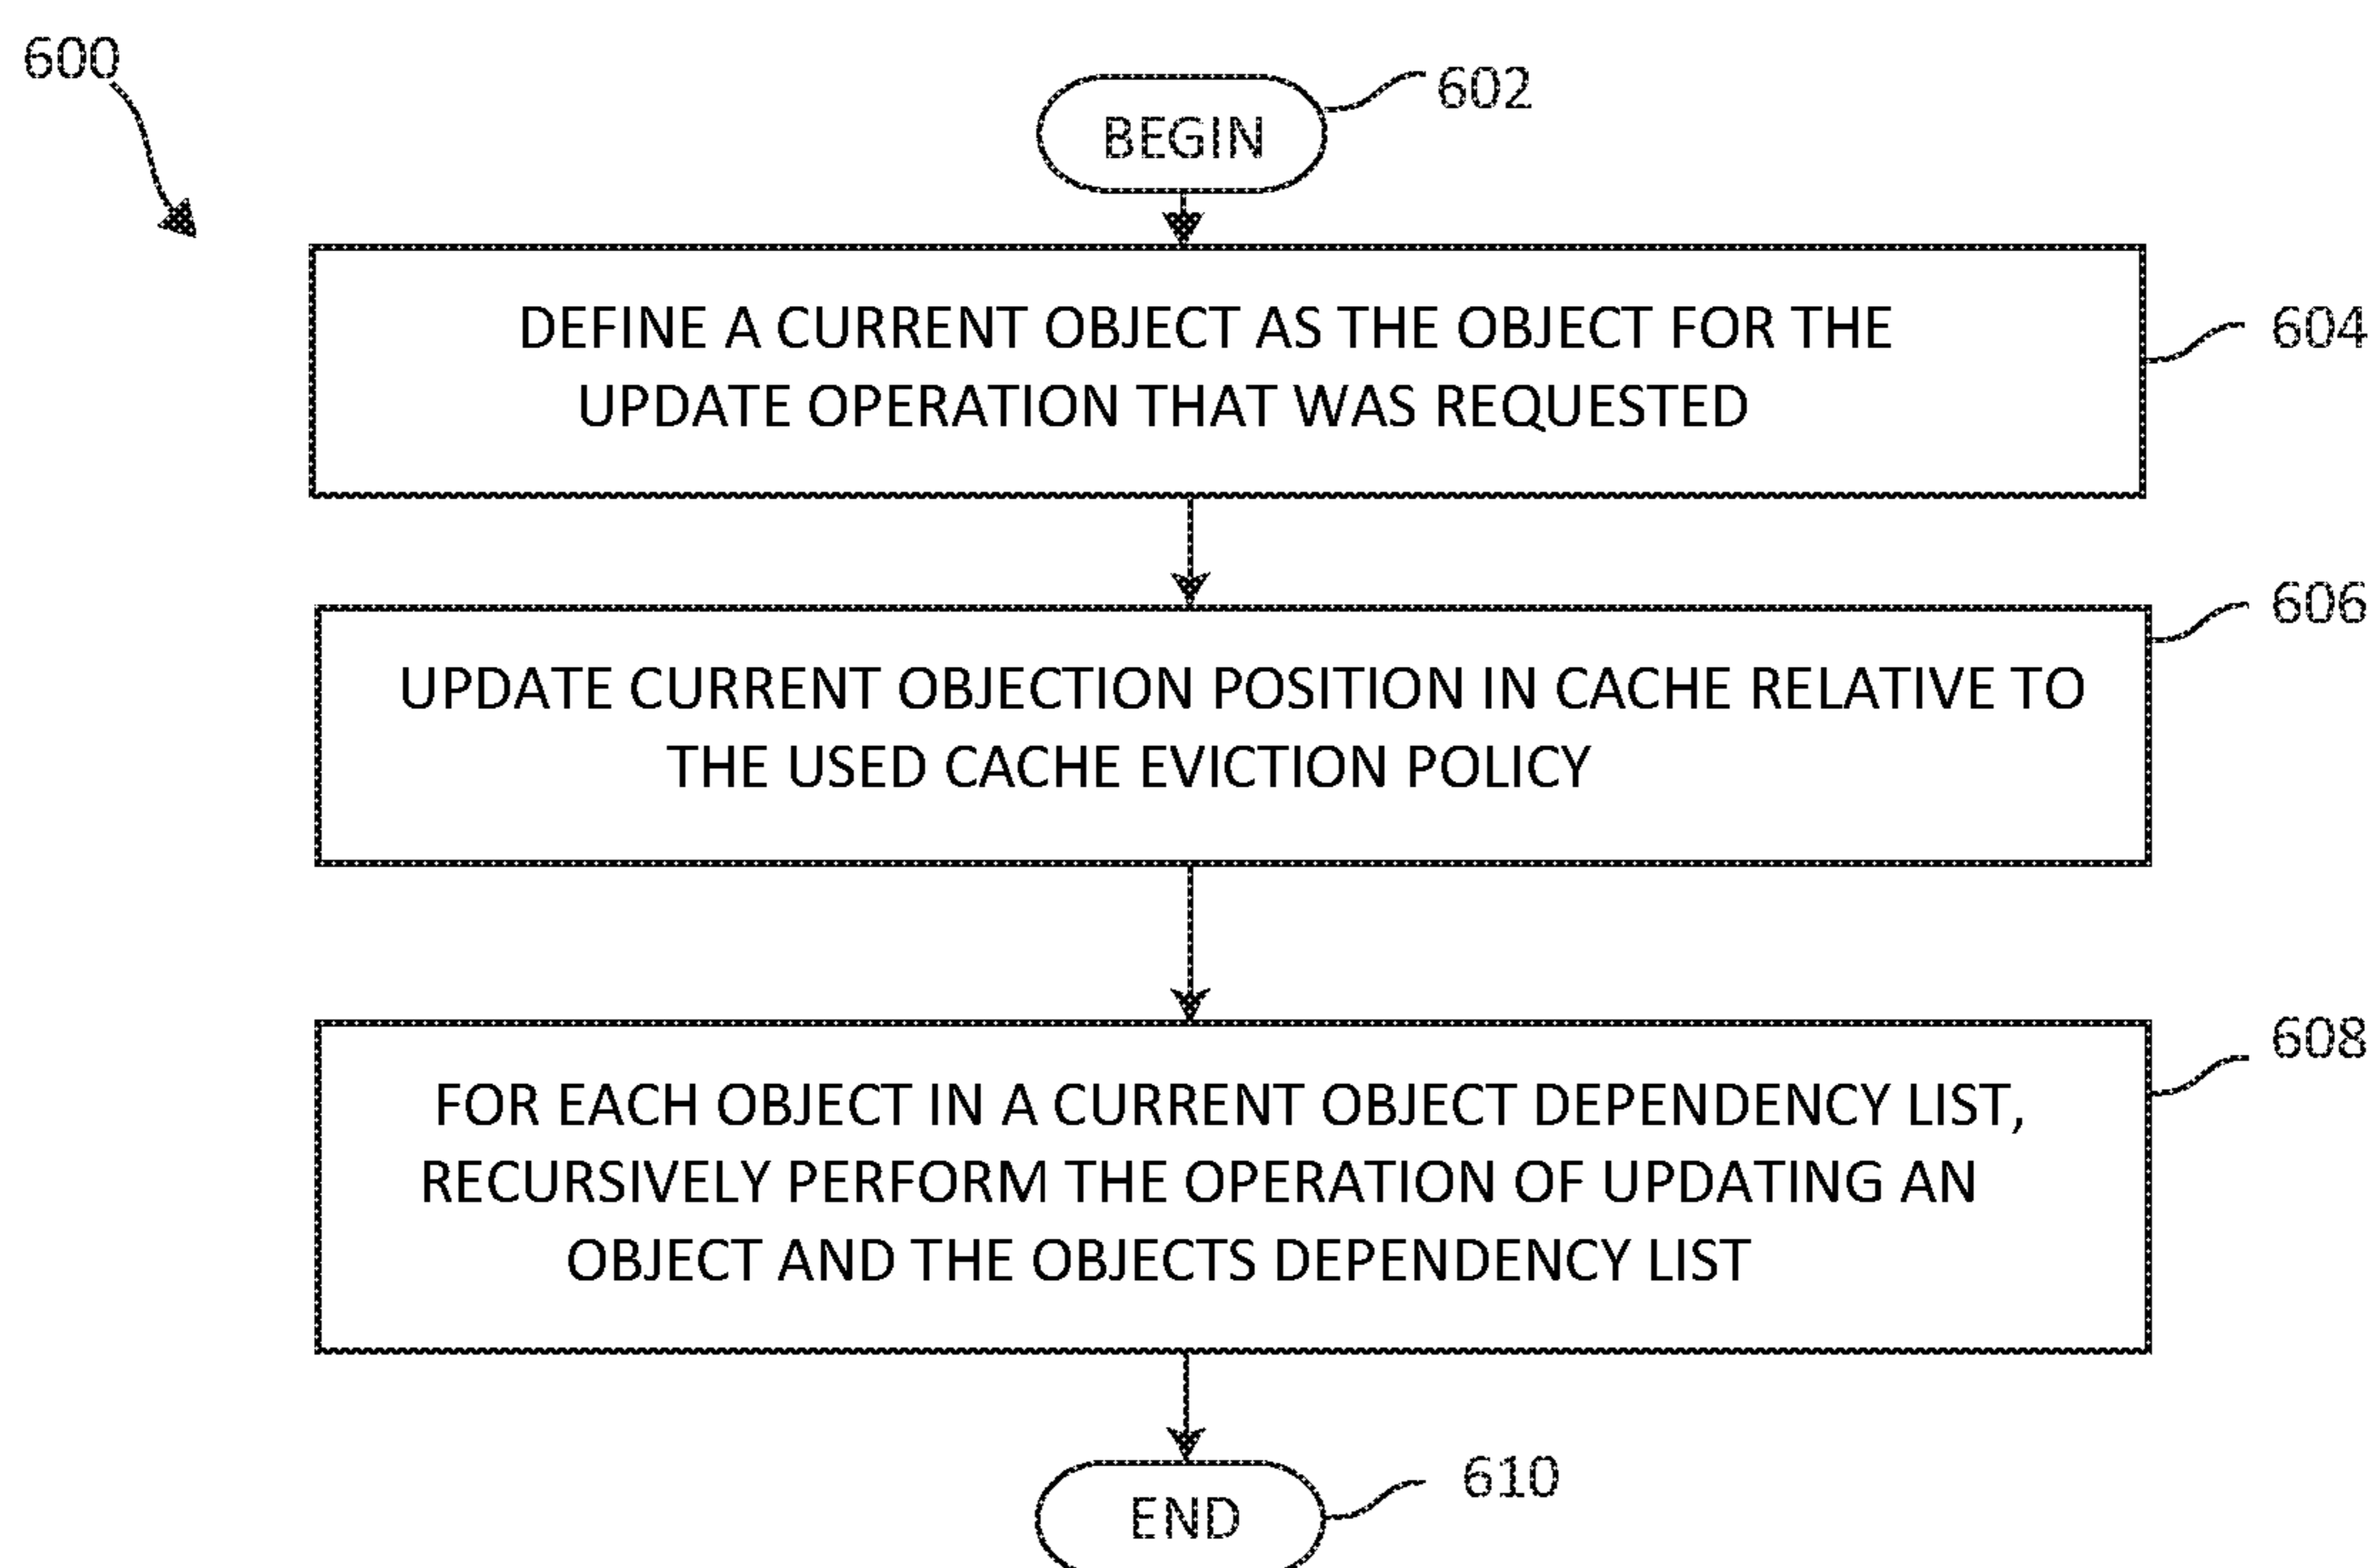 600
602
BEGIN
DEFINE A CURRENT OBJECT AS THE OBJECT FOR THE
UPDATE OPERATION THAT WAS REQUESTED
604
606
UPDATE CURRENT OBJECTION POSITION IN CACHE RELATIVE TO
THE USED CACHE EVICTION POLICY
608
FOR EACH OBJECT IN A CURRENT OBJECT DEPENDENCY LIST,
RECURSIVELY PERFORM THE OPERATION OF UPDATING AN
OBJECT AND THE OBJECTS DEPENDENCY LIST
610
END